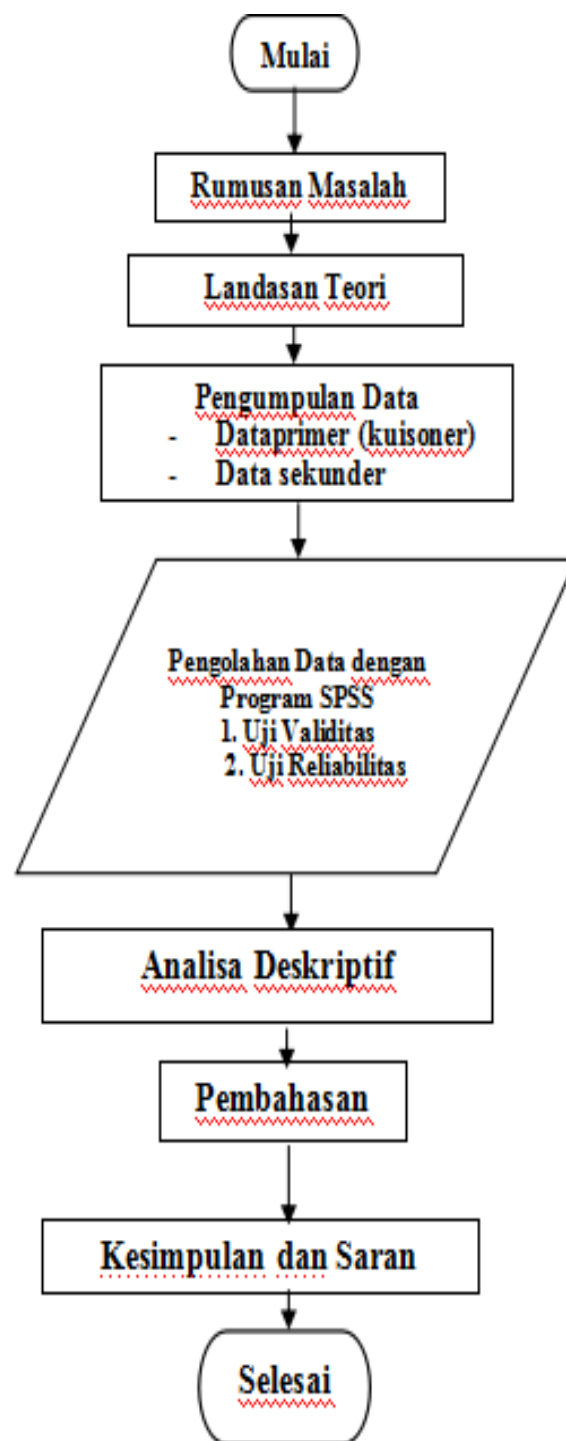 Mulai
Rumusan Masalah
Landasan Teori
Pengumpulan Data
- Dataprimer (kuisoner)
- Data sekunder
Pengolahan Data dengan
Program SPSS
1. Uji Validitas
2. Uji Reliabilitas
Analisa Deskriptif
Pembahasan
Kesimpulan dan Saran
Selesai